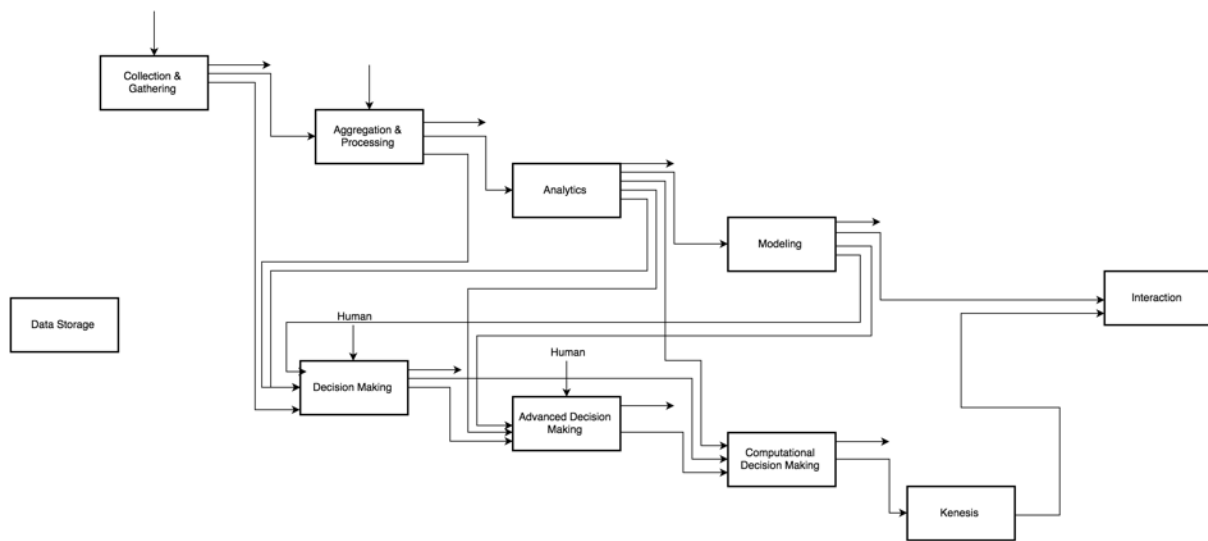 Collection &
Gathering
Aggregation &
Processing
Analytics
Modeling
Interaction
Data Storage
Human
Decision Making
Human
Advanced Decision
Making
Computational
Decision Making
Kenesis